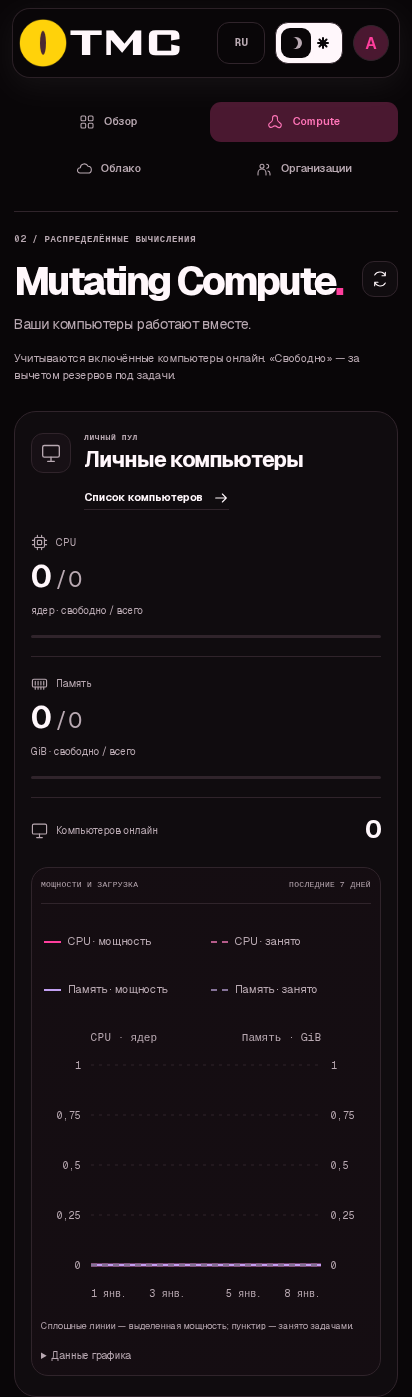 TMC
RU
A
Обзор
Compute
Облако
Организации
02 / РАСПРЕДЕЛЁННЫЕ ВЫЧИСЛЕНИЯ
Mutating Compute.
Ваши компьютеры работают вместе.
Учитываются включённые компьютеры онлайн. «Свободно» — за
вычетом резервов под задачи.
ЛИЧНЫЙ ПУЛ
Личные компьютеры
Список компьютеров →
CPU
0 / 0
ядер · свободно / всего
Память
0 / 0
GiB · свободно / всего
Компьютеров онлайн 0
МОЩНОСТИ И ЗАГРУЗКА ПОСЛЕДНИЕ 7 ДНЕЙ
CPU · мощность CPU · занято
Память · мощность Память · занято
CPU · ядер Память · GiB
1 1
0,75 0,75
0,5 0,5
0,25 0,25
0 0
1 янв. 3 янв. 5 янв. 8 янв.
Сплошные линии — выделенная мощность; пунктир — занято задачами.
▶ Данные графика